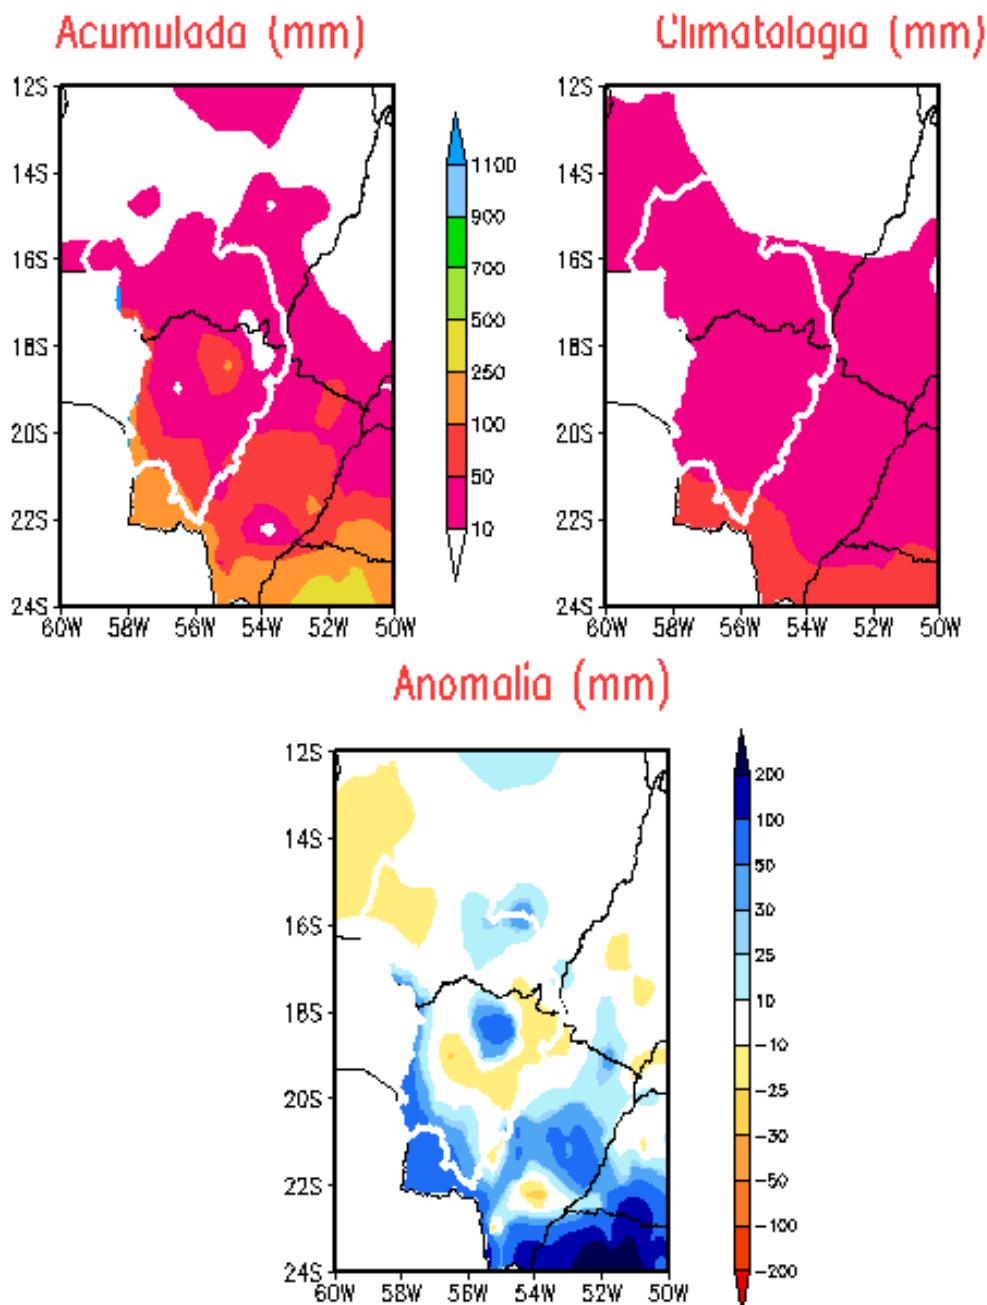 Acumulada (mm)
Climatologia (mm)
12S
14S
16S
18S
20S
22S
24S
60W 58W 56W 54W 52W 50W
1100
900
700
500
250
100
50
10
12S
14S
16S
18S
20S
22S
24S
60W 58W 56W 54W 52W 50W
Anomalia (mm)
12S
14S
16S
18S
20S
22S
24S
60W 58W 56W 54W 52W 50W
200
100
50
30
25
10
-10
-25
-30
-50
-100
-200